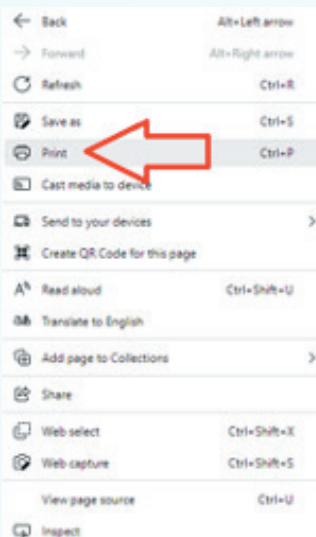 Back Alt+Left arrow
Forward Alt+Right arrow
Refresh Ctrl+R
Save as Ctrl+S
Print Ctrl+P
Cast media to device
Send to your devices
Create QR Code for this page
Read aloud Ctrl+Shift+U
Translate to English
Add page to Collections
Share
Web select Ctrl+Shift+X
Web capture Ctrl+Shift+S
View page source Ctrl+U
Inspect